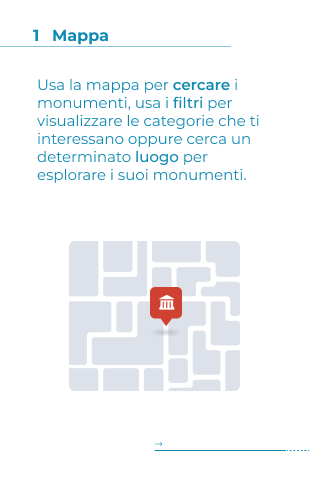 1 Mappa
Usa la mappa per cercare i
monumenti, usa i filtri per
visualizzare le categorie che ti
interessano oppure cerca un
determinato luogo per
esplorare i suoi monumenti.
→